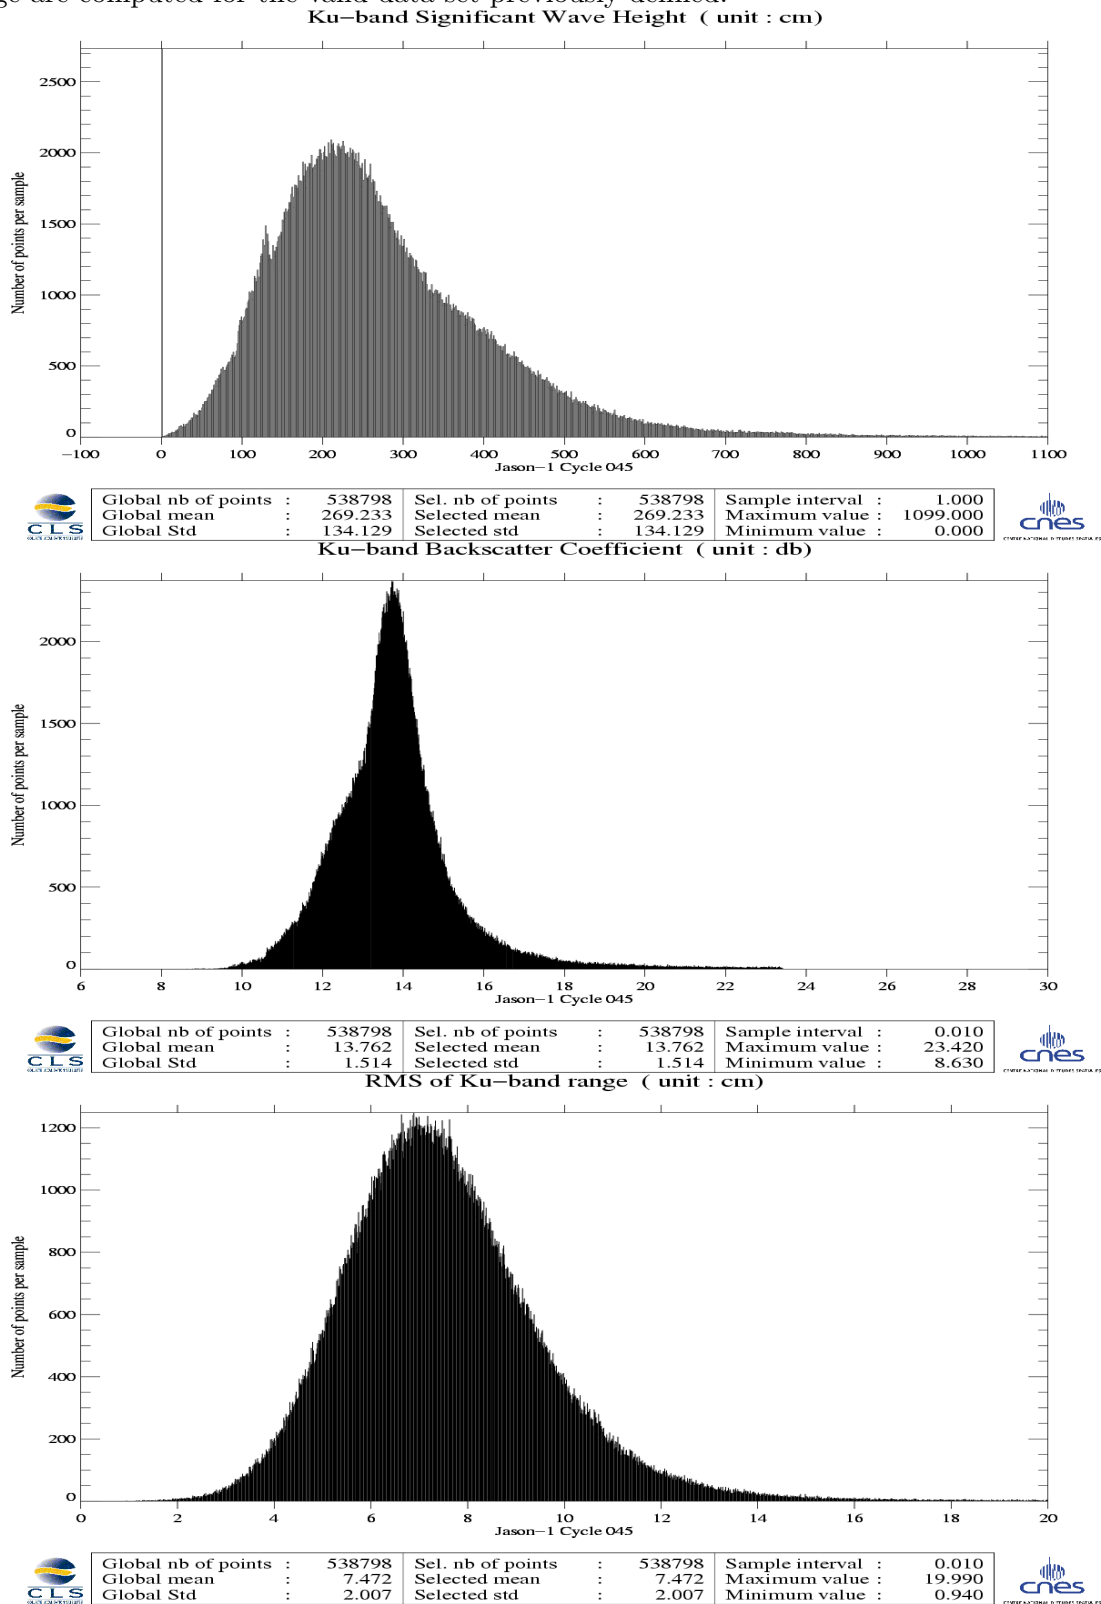 ge are computed for the valid data set previously defined.
Ku-band Significant Wave Height ( unit : cm)
Number of points per sample
2500
2000
1500
1000
500
0
-100 0 100 200 300 400 500 600 700 800 900 1000 1100
Jason-1 Cycle 045
CLS
Global nb of points : 538798 Sel. nb of points : 538798 Sample interval : 1.000
Global mean : 269.233 Selected mean : 269.233 Maximum value : 1099.000
Global Std : 134.129 Selected std : 134.129 Minimum value : 0.000
cnes
Ku-band Backscatter Coefficient ( unit : db)
Number of points per sample
2000
1500
1000
500
0
6 8 10 12 14 16 18 20 22 24 26 28 30
Jason-1 Cycle 045
CLS
Global nb of points : 538798 Sel. nb of points : 538798 Sample interval : 0.010
Global mean : 13.762 Selected mean : 13.762 Maximum value : 23.420
Global Std : 1.514 Selected std : 1.514 Minimum value : 8.630
cnes
RMS of Ku-band range ( unit : cm)
Number of points per sample
1200
1000
800
600
400
200
0
0 2 4 6 8 10 12 14 16 18 20
Jason-1 Cycle 045
CLS
Global nb of points : 538798 Sel. nb of points : 538798 Sample interval : 0.010
Global mean : 7.472 Selected mean : 7.472 Maximum value : 19.990
Global Std : 2.007 Selected std : 2.007 Minimum value : 0.940
cnes